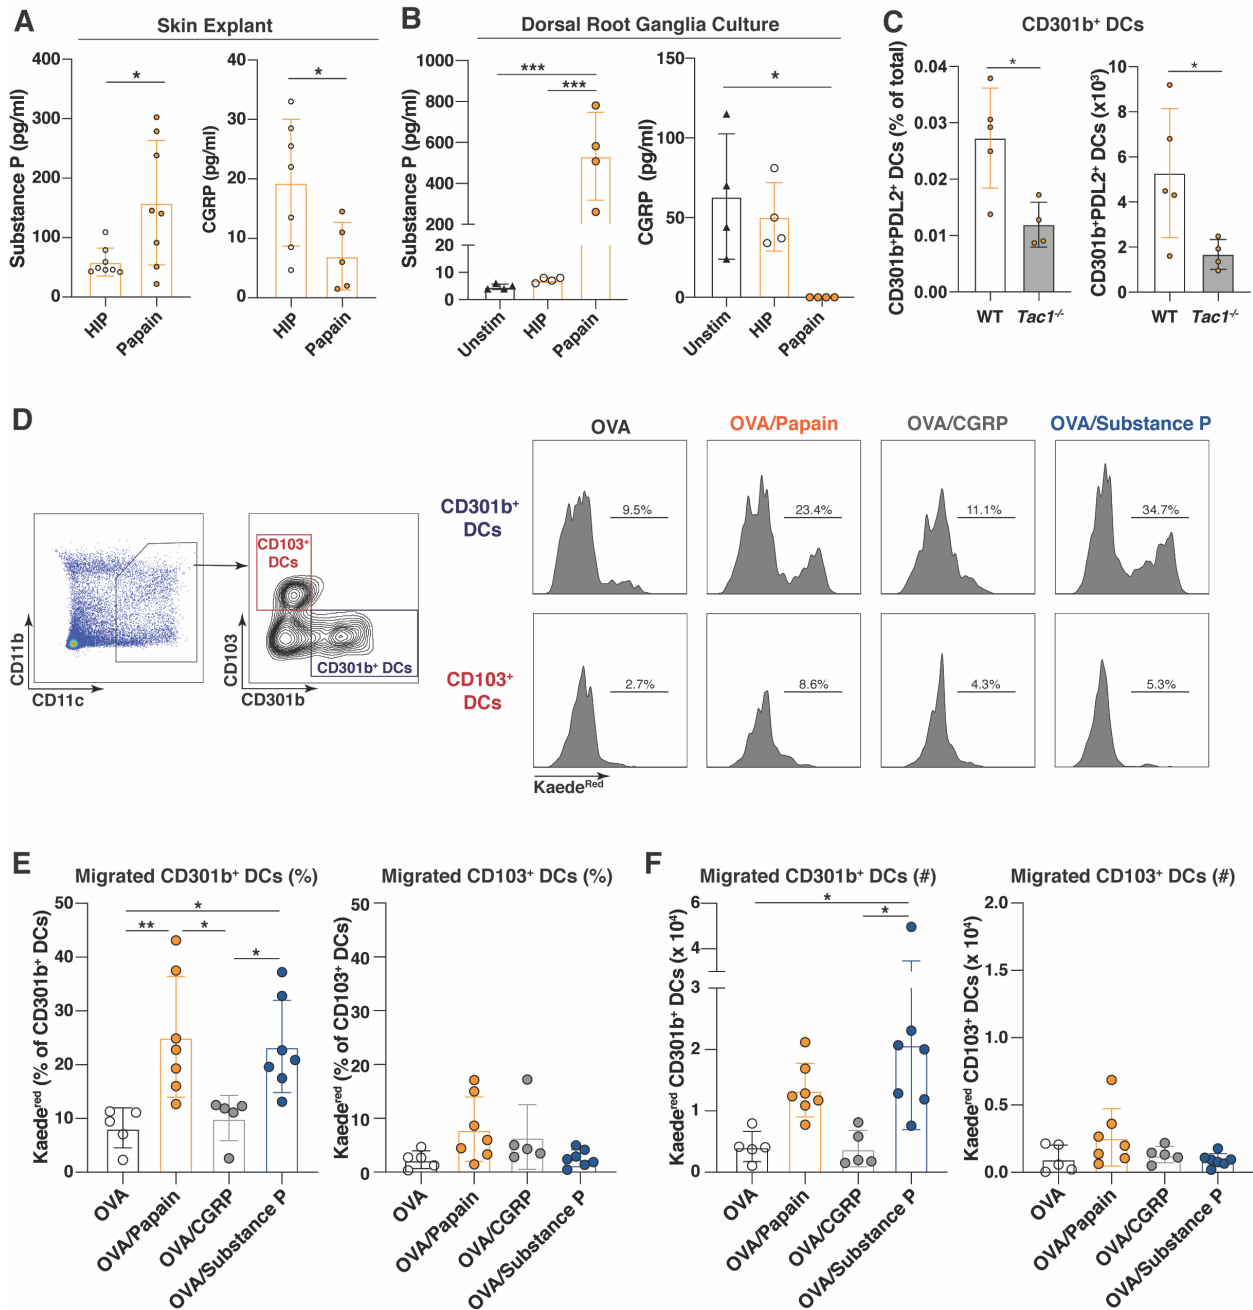 A
Skin Explant
Substance P (pg/ml)
400
300
200
100
0
*
HIP
Papain
CGRP (pg/ml)
40
30
20
10
0
*
HIP
Papain
B
Dorsal Root Ganglia Culture
Substance P (pg/ml)
1000
800
600
400
200
20
10
0
***
***
Unstim
HIP
Papain
CGRP (pg/ml)
150
100
50
0
*
Unstim
HIP
Papain
C
CD301b⁺ DCs
CD301b⁺PDL2⁺ DCs (% of total)
0.04
0.03
0.02
0.01
0.00
*
WT
Tac1⁻/⁻
CD301b⁺PDL2⁺ DCs (x10³)
10
8
6
4
2
0
*
WT
Tac1⁻/⁻
D
CD11b
CD11c
CD103
CD301b
CD103⁺
DCs
CD301b⁺ DCs
OVA
OVA/Papain
OVA/CGRP
OVA/Substance P
CD301b⁺
DCs
9.5%
23.4%
11.1%
34.7%
CD103⁺
DCs
2.7%
8.6%
4.3%
5.3%
Kaede^Red
E
Migrated CD301b⁺ DCs (%)
Kaede^red (% of CD301b⁺ DCs)
50
40
30
20
10
0
*
**
*
*
OVA
OVA/Papain
OVA/CGRP
OVA/Substance P
Migrated CD103⁺ DCs (%)
Kaede^red (% of CD103⁺ DCs)
50
40
30
20
10
0
OVA
OVA/Papain
OVA/CGRP
OVA/Substance P
F
Migrated CD301b⁺ DCs (#)
Kaede^red CD301b⁺ DCs (x 10⁴)
6
4
3
2
1
0
*
*
OVA
OVA/Papain
OVA/CGRP
OVA/Substance P
Migrated CD103⁺ DCs (#)
Kaede^red CD103⁺ DCs (x 10⁴)
2.0
1.5
1.0
0.5
0.0
OVA
OVA/Papain
OVA/CGRP
OVA/Substance P